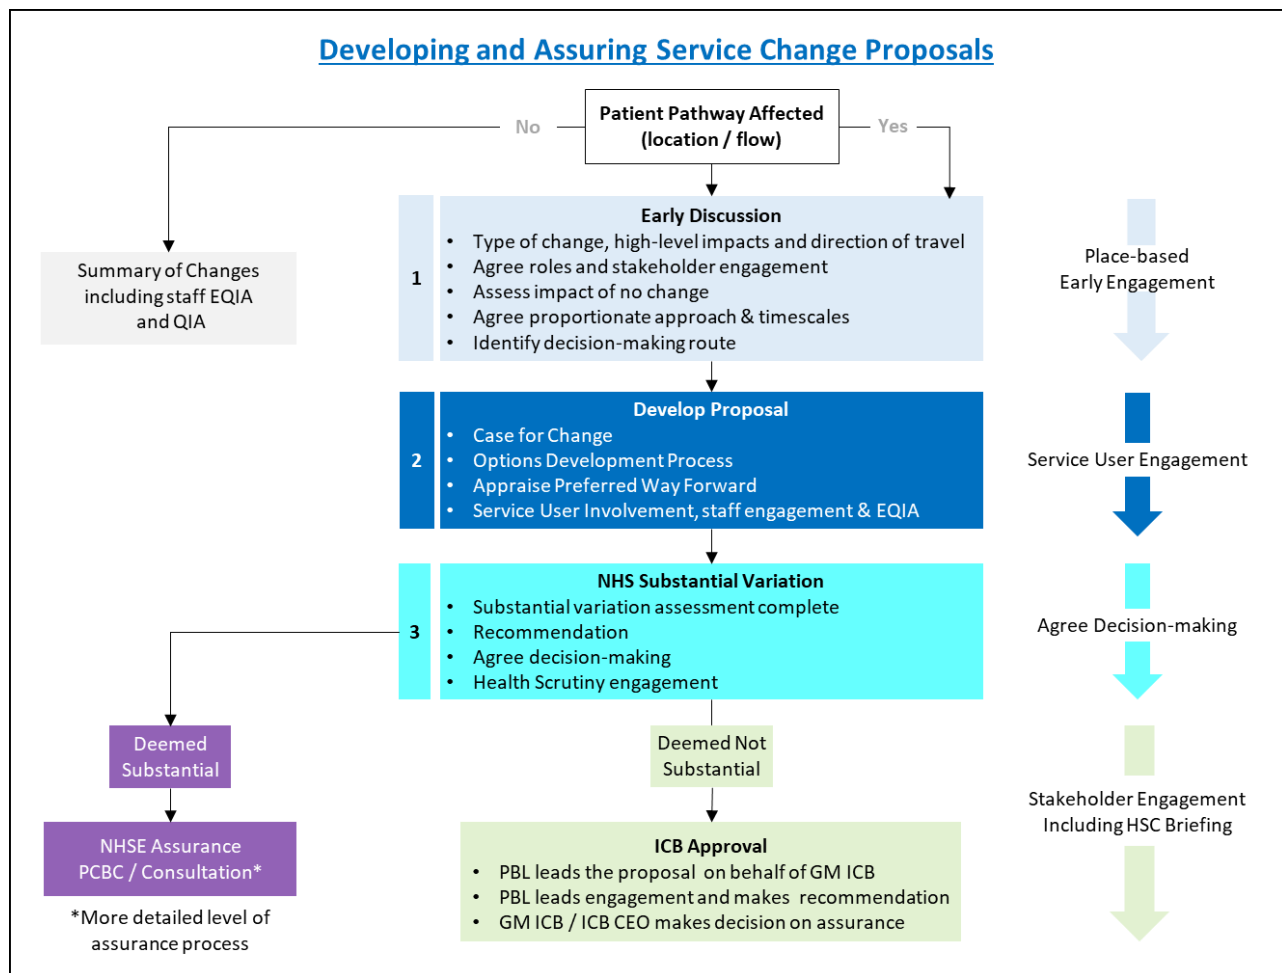 Developing and Assuring Service Change Proposals
Patient Pathway Affected
(location / flow)
No
Yes
Summary of Changes
including staff EQIA
and QIA
1
Early Discussion
• Type of change, high-level impacts and direction of travel
• Agree roles and stakeholder engagement
• Assess impact of no change
• Agree proportionate approach & timescales
• Identify decision-making route
Place-based
Early Engagement
2
Develop Proposal
• Case for Change
• Options Development Process
• Appraise Preferred Way Forward
• Service User Involvement, staff engagement & EQIA
Service User Engagement
3
NHS Substantial Variation
• Substantial variation assessment complete
• Recommendation
• Agree decision-making
• Health Scrutiny engagement
Agree Decision-making
Deemed
Substantial
Deemed Not
Substantial
NHSE Assurance
PCBC / Consultation*
*More detailed level of
assurance process
ICB Approval
• PBL leads the proposal on behalf of GM ICB
• PBL leads engagement and makes recommendation
• GM ICB / ICB CEO makes decision on assurance
Stakeholder Engagement
Including HSC Briefing